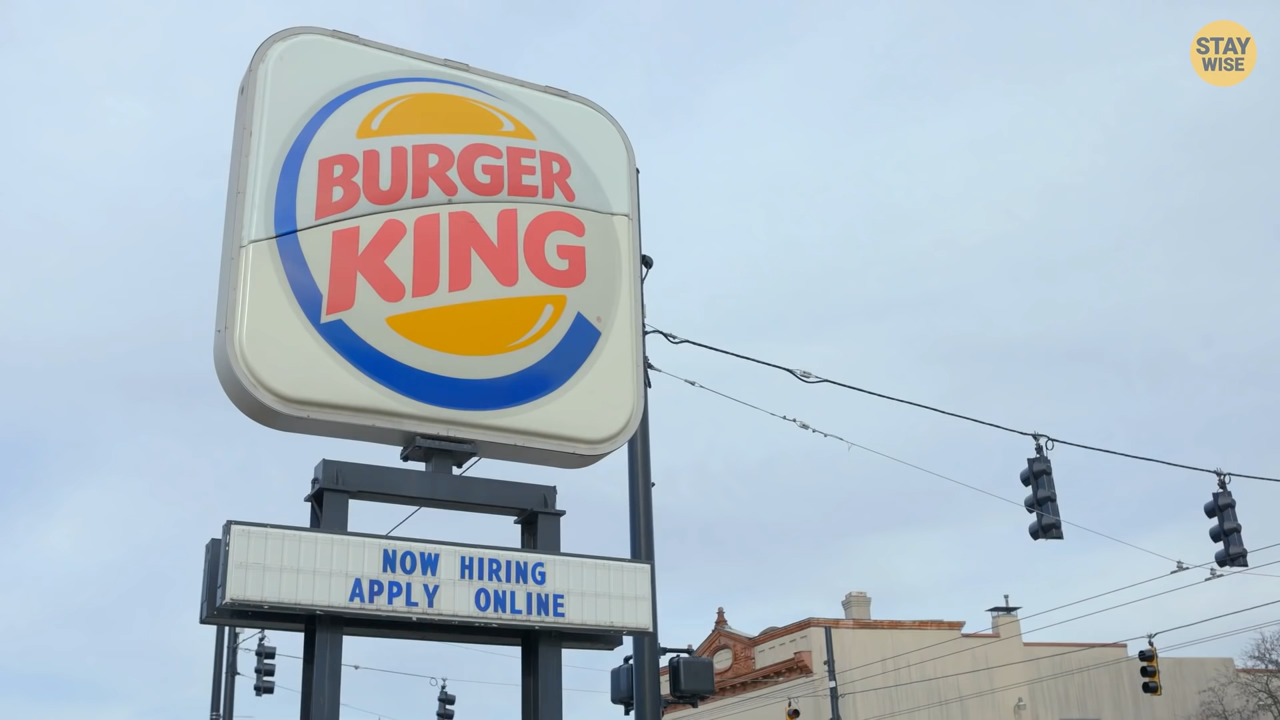 STAY
WISE
BURGER
KING
NOW HIRING
APPLY ONLINE